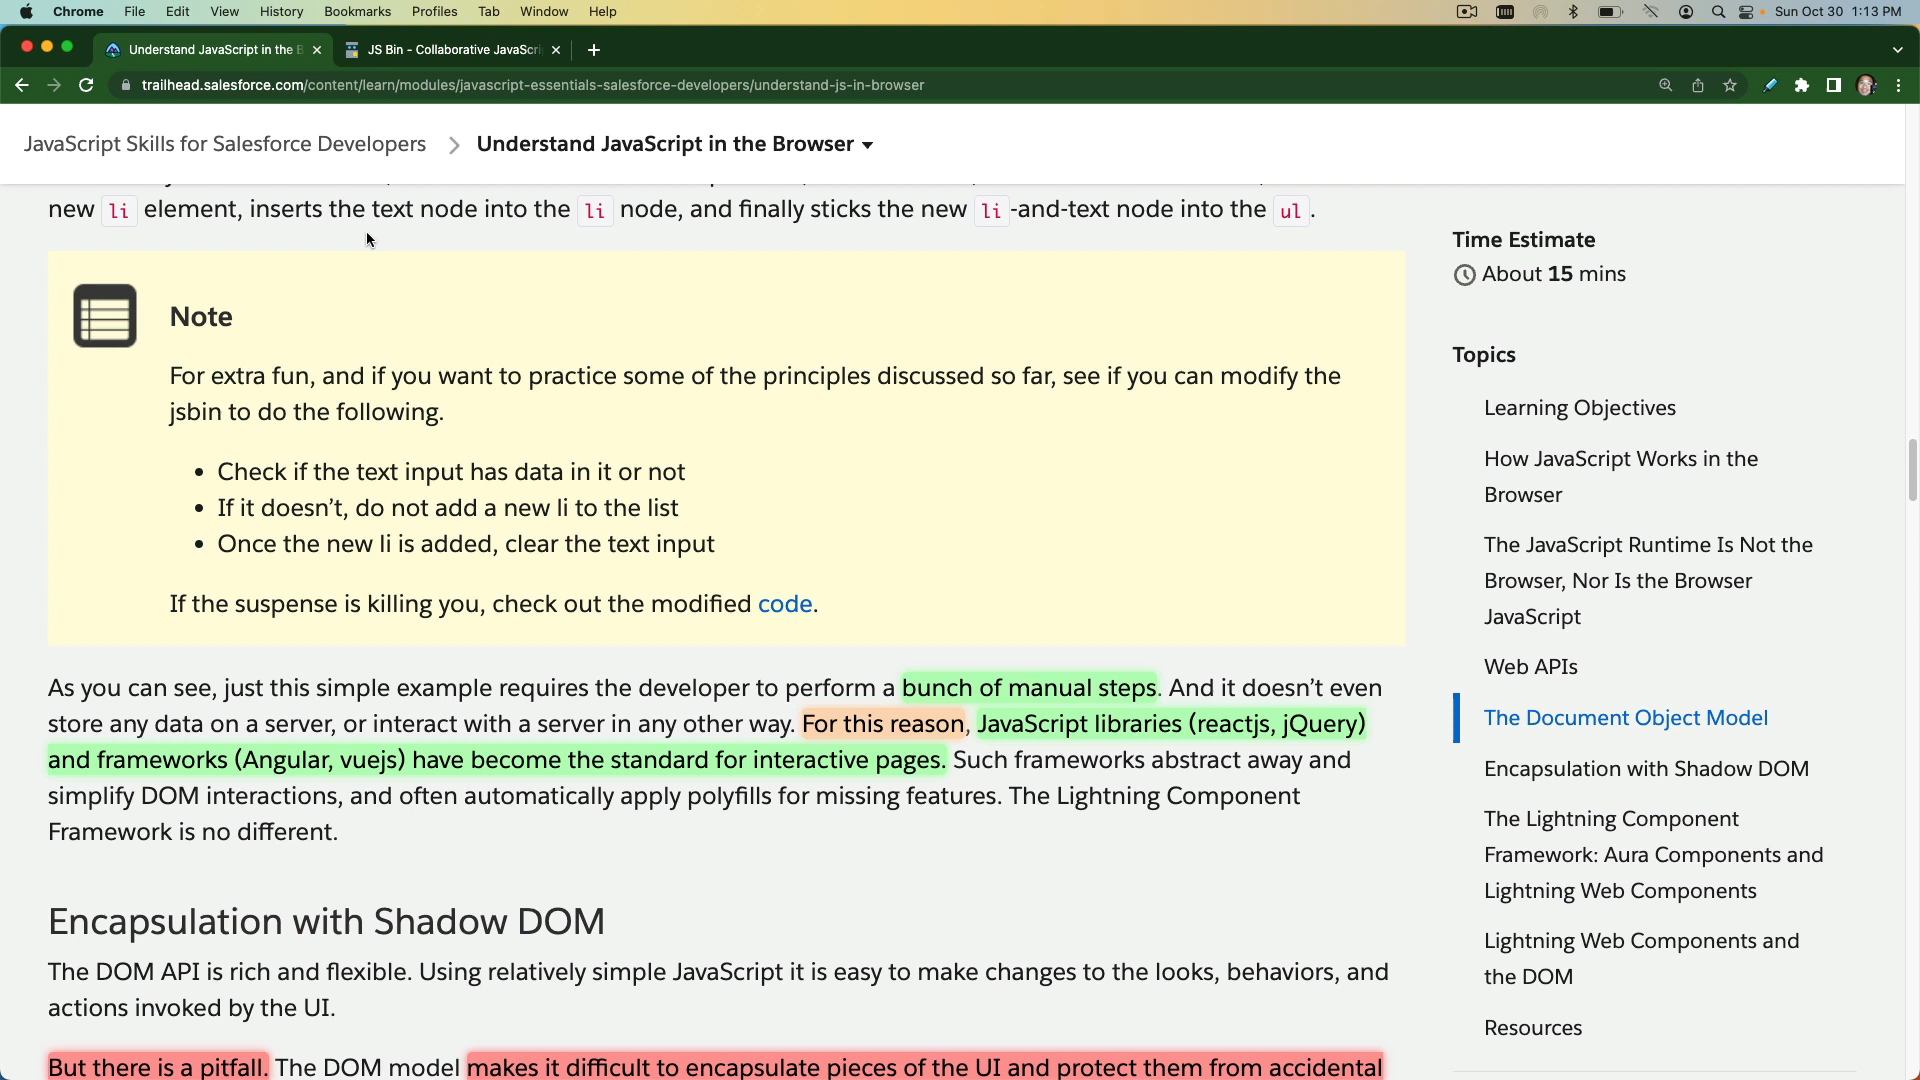 Chrome File Edit View History Bookmarks Profiles Tab Window Help Sun Oct 30 1:13 PM
Understand JavaScript in the B JS Bin - Collaborative JavaScri
trailhead.salesforce.com/content/learn/modules/javascript-essentials-salesforce-developers/understand-js-in-browser
JavaScript Skills for Salesforce Developers Understand JavaScript in the Browser
new li element, inserts the text node into the li node, and finally sticks the new li-and-text node into the ul.
Note
For extra fun, and if you want to practice some of the principles discussed so far, see if you can modify the
jsbin to do the following.
• Check if the text input has data in it or not
• If it doesn’t, do not add a new li to the list
• Once the new li is added, clear the text input
If the suspense is killing you, check out the modified code.
As you can see, just this simple example requires the developer to perform a bunch of manual steps. And it doesn’t even
store any data on a server, or interact with a server in any other way. For this reason, JavaScript libraries (reactjs, jQuery)
and frameworks (Angular, vuejs) have become the standard for interactive pages. Such frameworks abstract away and
simplify DOM interactions, and often automatically apply polyfills for missing features. The Lightning Component
Framework is no different.
Encapsulation with Shadow DOM
The DOM API is rich and flexible. Using relatively simple JavaScript it is easy to make changes to the looks, behaviors, and
actions invoked by the UI.
But there is a pitfall. The DOM model makes it difficult to encapsulate pieces of the UI and protect them from accidental
Time Estimate
About 15 mins
Topics
Learning Objectives
How JavaScript Works in the
Browser
The JavaScript Runtime Is Not the
Browser, Nor Is the Browser
JavaScript
Web APIs
The Document Object Model
Encapsulation with Shadow DOM
The Lightning Component
Framework: Aura Components and
Lightning Web Components
Lightning Web Components and
the DOM
Resources